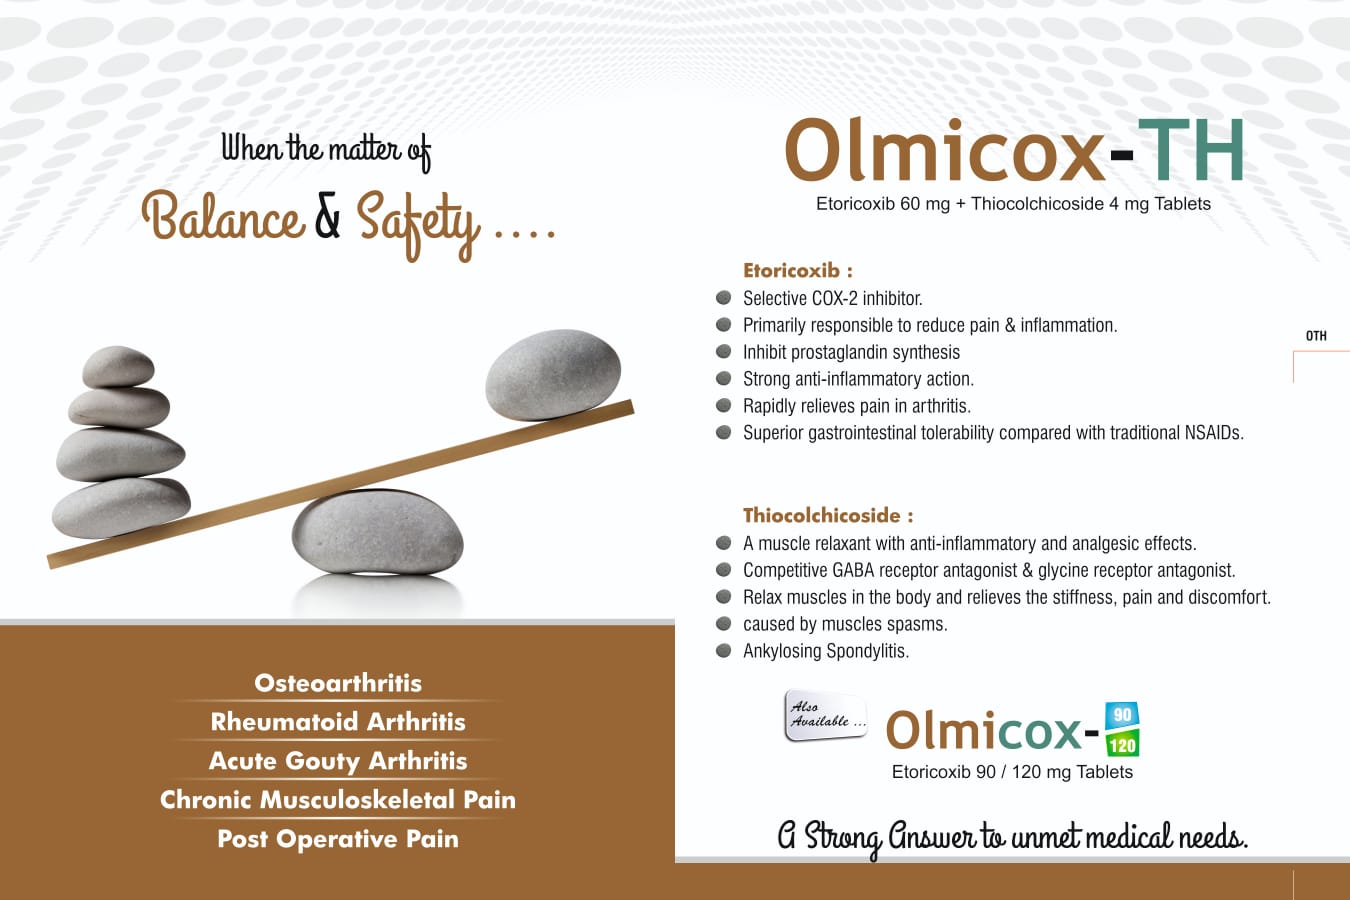 When the matter of
Balance & Safety ....
Osteoarthritis
Rheumatoid Arthritis
Acute Gouty Arthritis
Chronic Musculoskeletal Pain
Post Operative Pain
Olmicox-TH
Etoricoxib 60 mg + Thiocolchicoside 4 mg Tablets
Etoricoxib :
Selective COX-2 inhibitor.
Primarily responsible to reduce pain & inflammation.
Inhibit prostaglandin synthesis
Strong anti-inflammatory action.
Rapidly relieves pain in arthritis.
Superior gastrointestinal tolerability compared with traditional NSAIDs.
OTH
Thiocolchicoside :
A muscle relaxant with anti-inflammatory and analgesic effects.
Competitive GABA receptor antagonist & glycine receptor antagonist.
Relax muscles in the body and relieves the stiffness, pain and discomfort.
caused by muscles spasms.
Ankylosing Spondylitis.
Also
Available ...
Olmicox-90
120
Etoricoxib 90 / 120 mg Tablets
A Strong Answer to unmet medical needs.